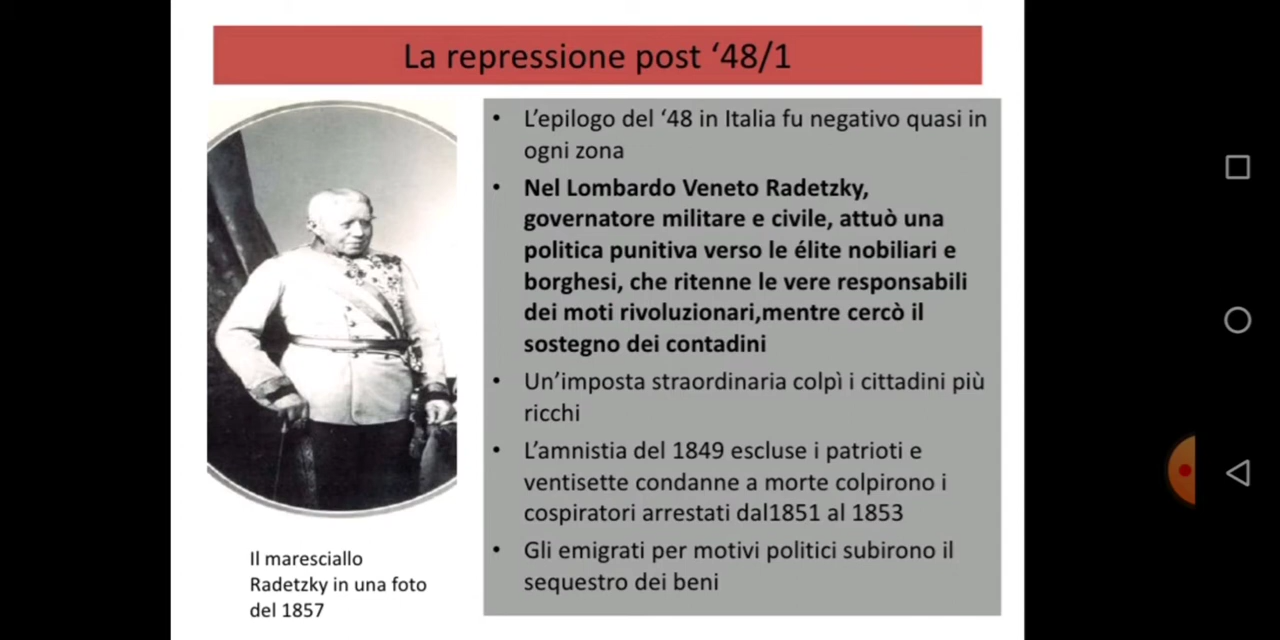 La repressione post ‘48/1
• L’epilogo del ‘48 in Italia fu negativo quasi in
ogni zona
• Nel Lombardo Veneto Radetzky,
governatore militare e civile, attuò una
politica punitiva verso le élite nobiliari e
borghesi, che ritenne le vere responsabili
dei moti rivoluzionari,mentre cercò il
sostegno dei contadini
• Un’imposta straordinaria colpì i cittadini più
ricchi
• L’amnistia del 1849 escluse i patrioti e
ventisette condanne a morte colpirono i
cospiratori arrestati dal1851 al 1853
• Gli emigrati per motivi politici subirono il
sequestro dei beni
Il maresciallo
Radetzky in una foto
del 1857